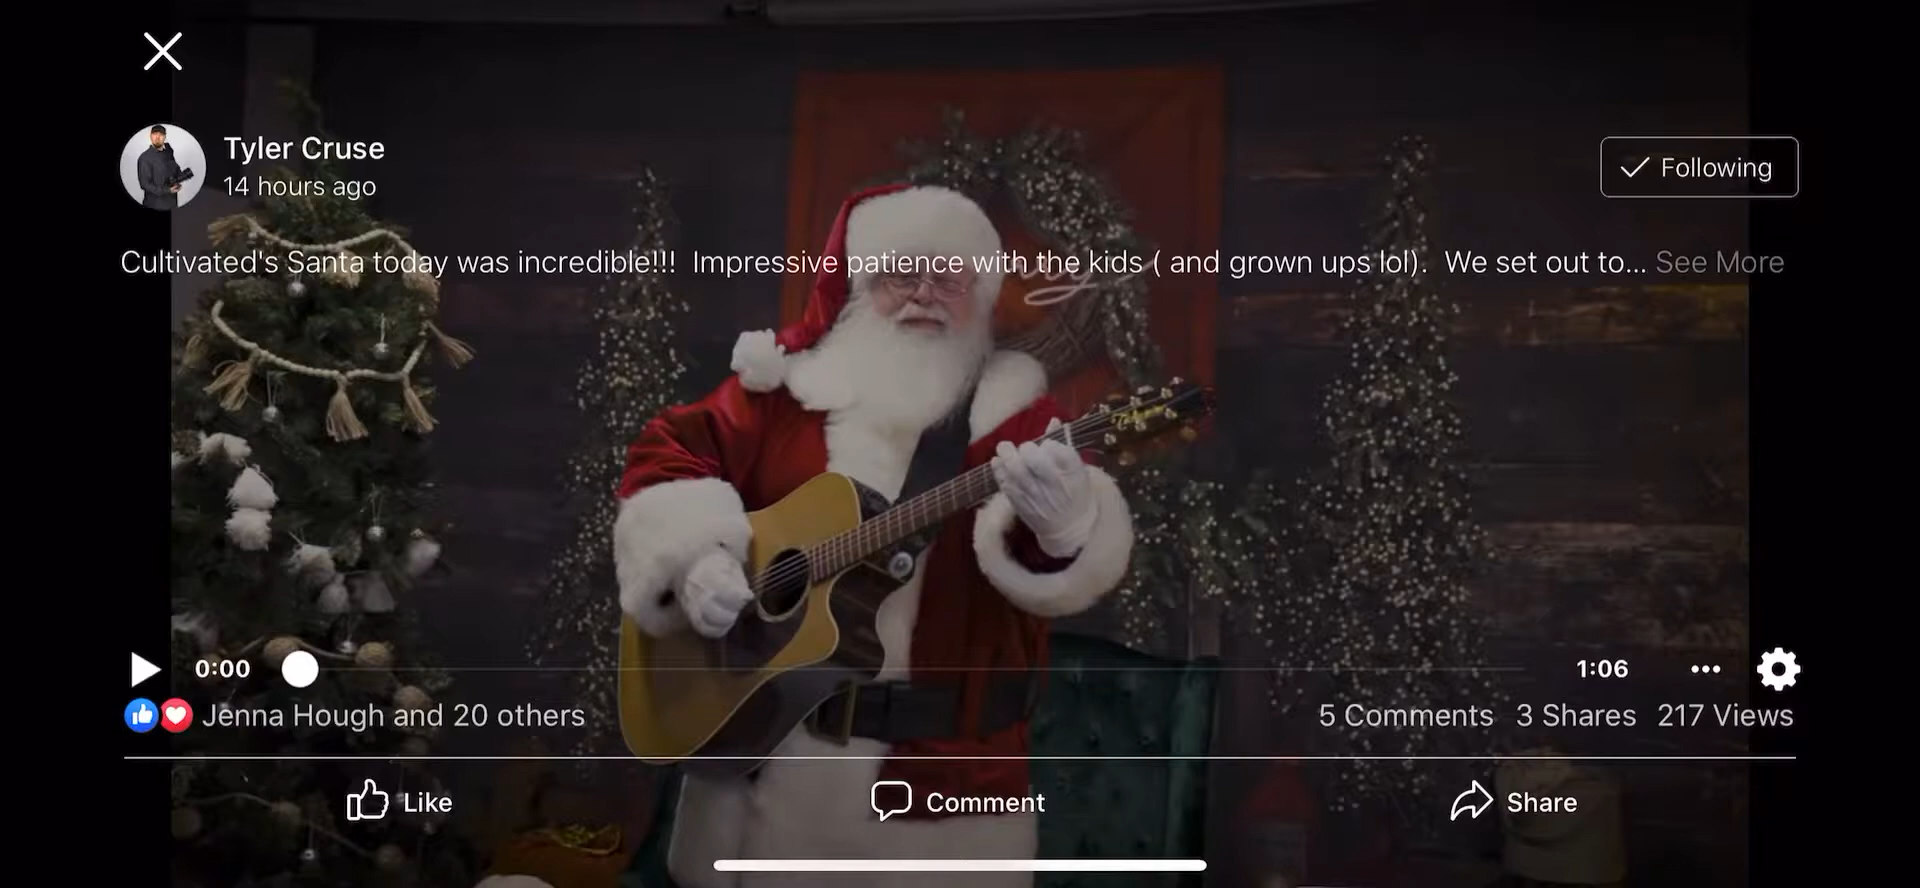 Tyler Cruse
14 hours ago
Following
Cultivated's Santa today was incredible!!! Impressive patience with the kids ( and grown ups lol). We set out to... See More
0:00
1:06
Jenna Hough and 20 others
5 Comments 3 Shares 217 Views
Like
Comment
Share